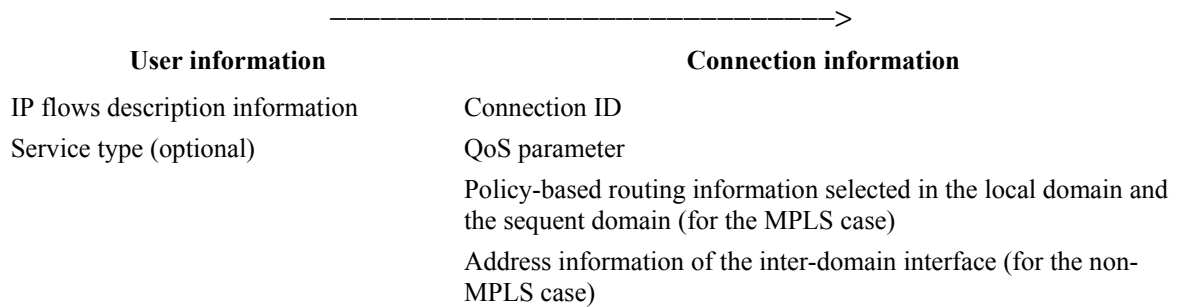 User information Connection information
IP flows description information Connection ID
Service type (optional) QoS parameter
Policy-based routing information selected in the local domain and
the sequent domain (for the MPLS case)
Address information of the inter-domain interface (for the non-
MPLS case)